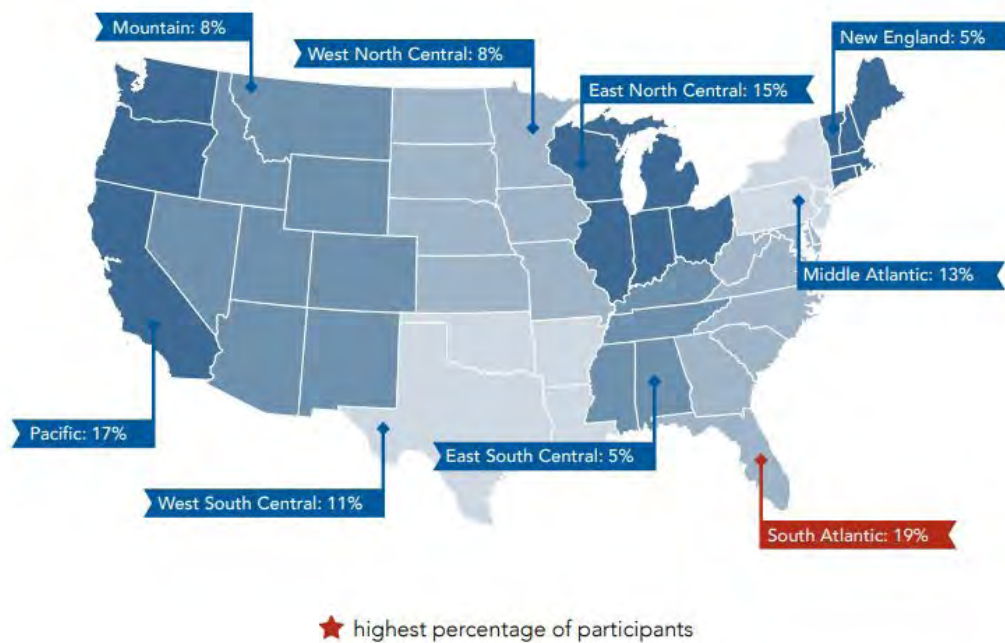 Mountain: 8%
West North Central: 8%
New England: 5%
East North Central: 15%
Middle Atlantic: 13%
Pacific: 17%
East South Central: 5%
West South Central: 11%
South Atlantic: 19%
highest percentage of participants